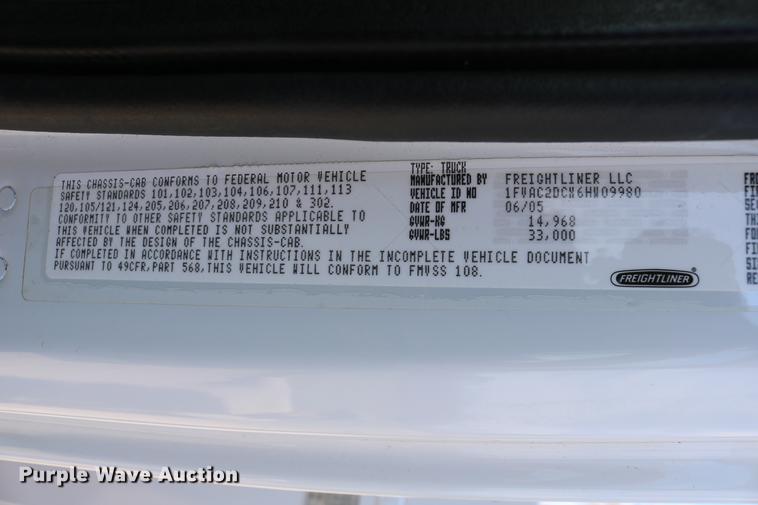 THIS CHASSIS-CAB CONFORMS TO FEDERAL MOTOR VEHICLE
SAFETY STANDARDS 101,102,103,104,106,107,111,113
120,105/121,124,205,206,207,208,209,210 & 302.
CONFORMITY TO OTHER SAFETY STANDARDS APPLICABLE TO
THIS VEHICLE WHEN COMPLETED IS NOT SUBSTANTIALLY
AFFECTED BY THE DESIGN OF THE CHASSIS-CAB.
IF COMPLETED IN ACCORDANCE WITH INSTRUCTIONS IN THE INCOMPLETE VEHICLE DOCUMENT
PURSUANT TO 49CFR,PART 568,THIS VEHICLE WILL CONFORM TO FMVSS 108.
TYPE: TRUCK
MANUFACTURED BY FREIGHTLINER LLC
VEHICLE ID NO 1FVAC2DCX6HW09980
DATE OF MFR 06/05
GVWR-KG 14,968
GVWR-LBS 33,000
FREIGHTLINER
Purple Wave Auction